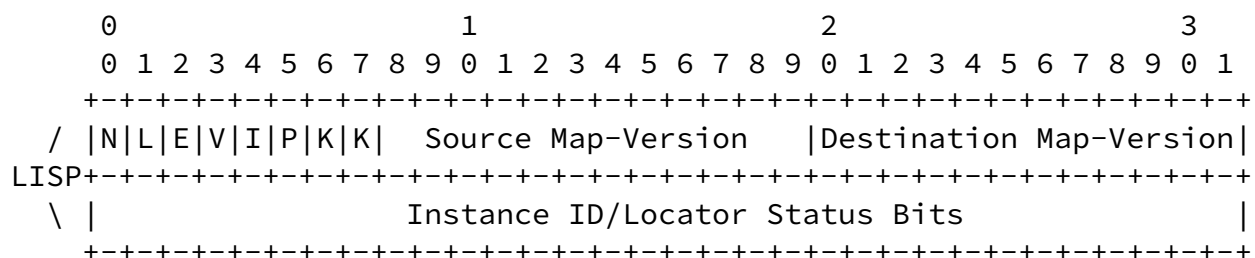 0                   1                   2                   3
     0 1 2 3 4 5 6 7 8 9 0 1 2 3 4 5 6 7 8 9 0 1 2 3 4 5 6 7 8 9 0 1
    +-+-+-+-+-+-+-+-+-+-+-+-+-+-+-+-+-+-+-+-+-+-+-+-+-+-+-+-+-+-+-+-+
  / |N|L|E|V|I|P|K|K|  Source Map-Version   |Destination Map-Version|
LISP+-+-+-+-+-+-+-+-+-+-+-+-+-+-+-+-+-+-+-+-+-+-+-+-+-+-+-+-+-+-+-+-+
  \ |                 Instance ID/Locator Status Bits               |
    +-+-+-+-+-+-+-+-+-+-+-+-+-+-+-+-+-+-+-+-+-+-+-+-+-+-+-+-+-+-+-+-+